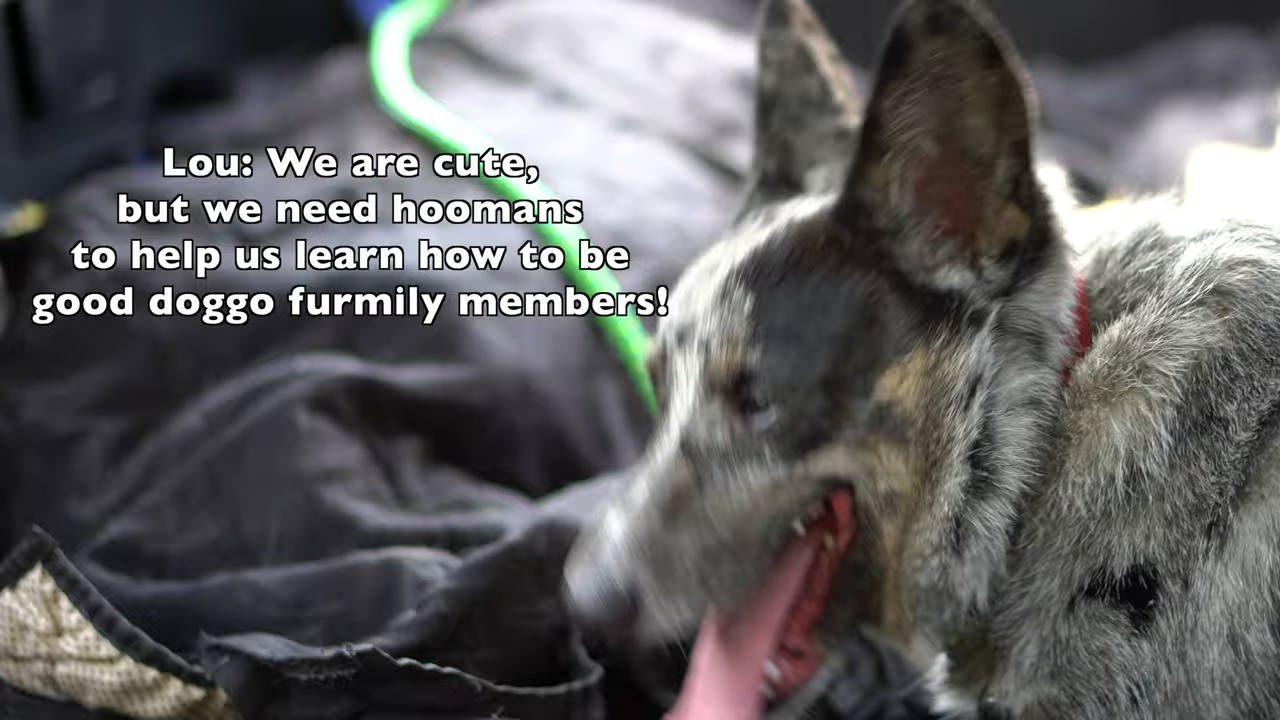 Lou: We are cute,
but we need hoomans
to help us learn how to be
good doggo furmily members!